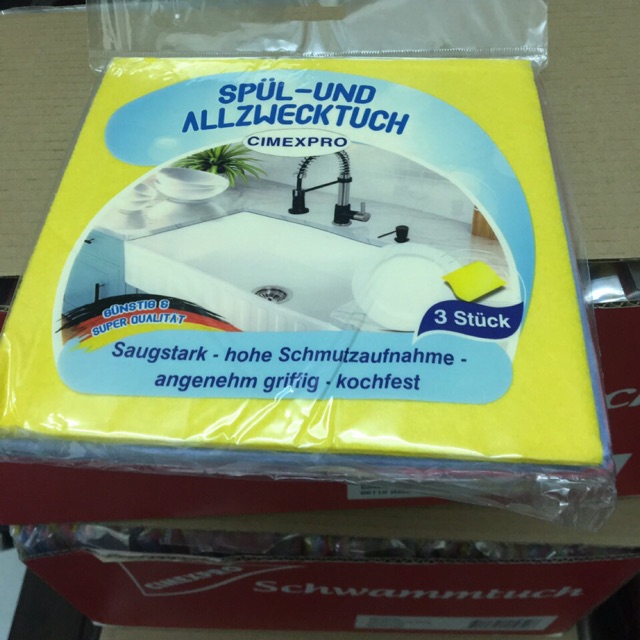 SPÜL-UND
ALLZWECKTUCH
CIMEXPRO
GÜNSTIG &
SUPER QUALITÄT
3 Stück
Saugstark - hohe Schmutzaufnahme -
angenehm griffig - kochfest
CIMEXPRO
Schwammtuch